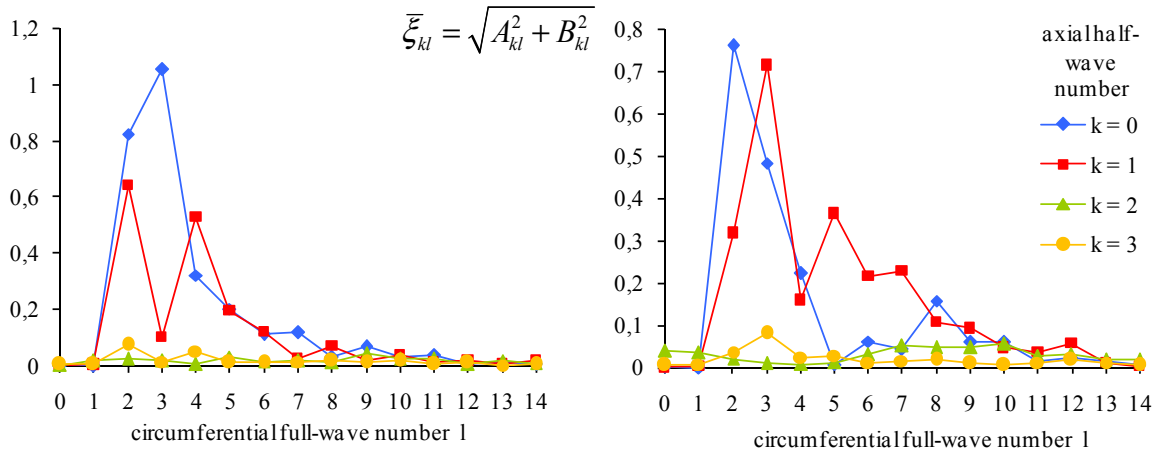 1,2
1
0.8
0.6
0.4
0.2
0
0 1 2 3 4 5 6 7 8 9 10 11 12 13 14
circumferential full-wave number l
ξ̅ₖₗ = √(A²ₖₗ + B²ₖₗ)
0,8
0,7
0,6
0,5
0,4
0,3
0,2
0,1
0
0 1 2 3 4 5 6 7 8 9 10 11 12 13 14
circumferential full-wave number l
axial half-
wave
number
k = 0
k = 1
k = 2
k = 3